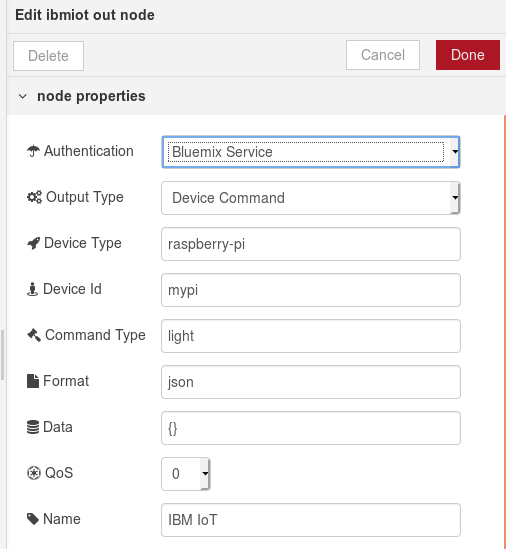 Edit ibmiot out node
Delete Cancel Done
node properties
Authentication Bluemix Service
Output Type Device Command
Device Type raspberry-pi
Device Id mypi
Command Type light
Format json
Data {}
QoS 0
Name IBM IoT